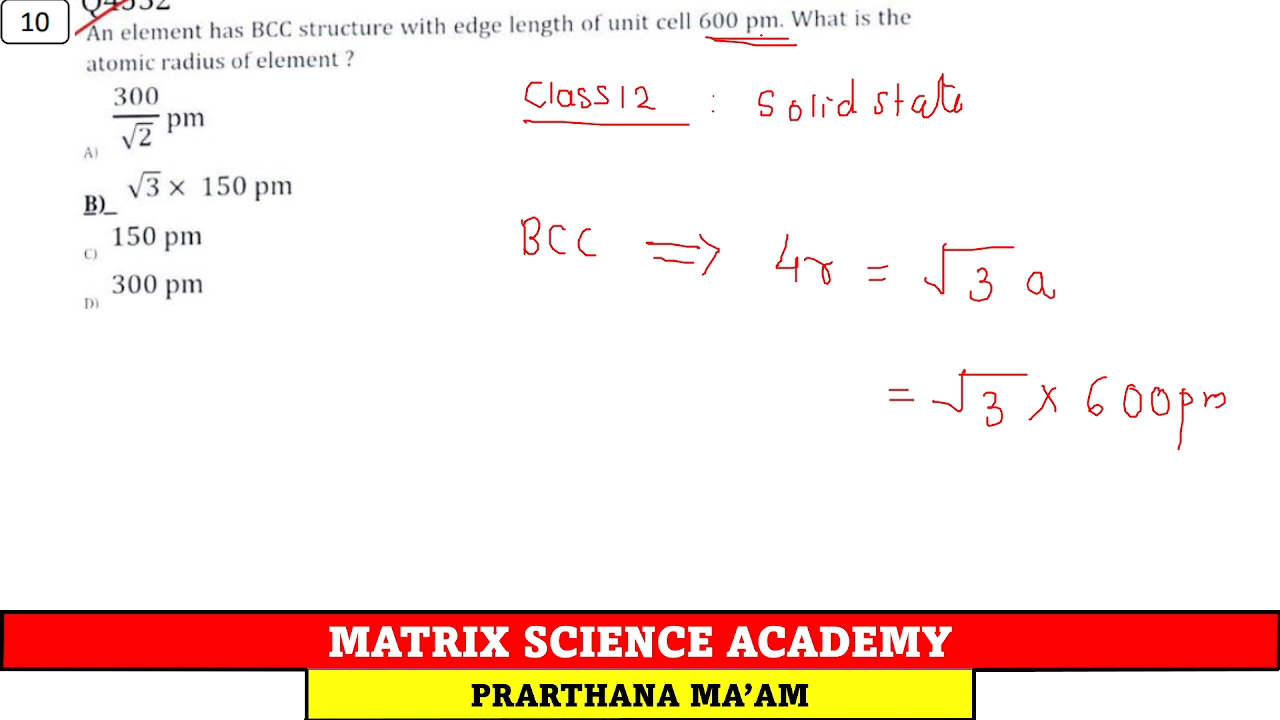 10
An element has BCC structure with edge length of unit cell 600 pm. What is the
atomic radius of element ?
A) 300/√2 pm
B) √3 × 150 pm
C) 150 pm
D) 300 pm
Class 12 : Solid state
BCC ⟹ 4r = √3 a
= √3 × 600pm
MATRIX SCIENCE ACADEMY
PRARTHANA MA'AM